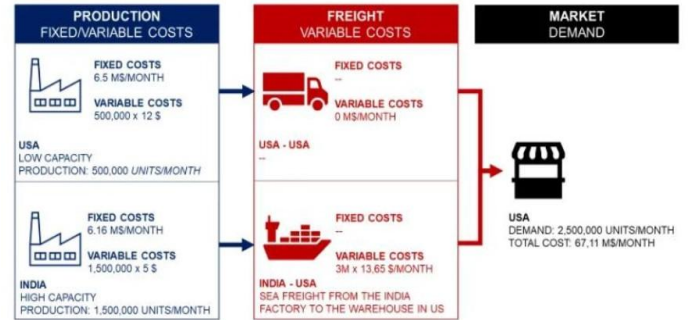 PRODUCTION
FIXED/VARIABLE COSTS
FIXED COSTS
6.5 M$/MONTH
VARIABLE COSTS
500,000 x 12 $
USA
LOW CAPACITY
PRODUCTION: 500,000 UNITS/MONTH
FIXED COSTS
6.16 M$/MONTH
VARIABLE COSTS
1,500,000 x 5 $
INDIA
HIGH CAPACITY
PRODUCTION: 1,500,000 UNITS/MONTH
FREIGHT
VARIABLE COSTS
FIXED COSTS
--
VARIABLE COSTS
0 M$/MONTH
USA - USA
--
FIXED COSTS
--
VARIABLE COSTS
3M x 13,65 $/MONTH
INDIA - USA
SEA FREIGHT FROM THE INDIA
FACTORY TO THE WAREHOUSE IN US
MARKET
DEMAND
USA
DEMAND: 2,500,000 UNITS/MONTH
TOTAL COST: 67,11 M$/MONTH